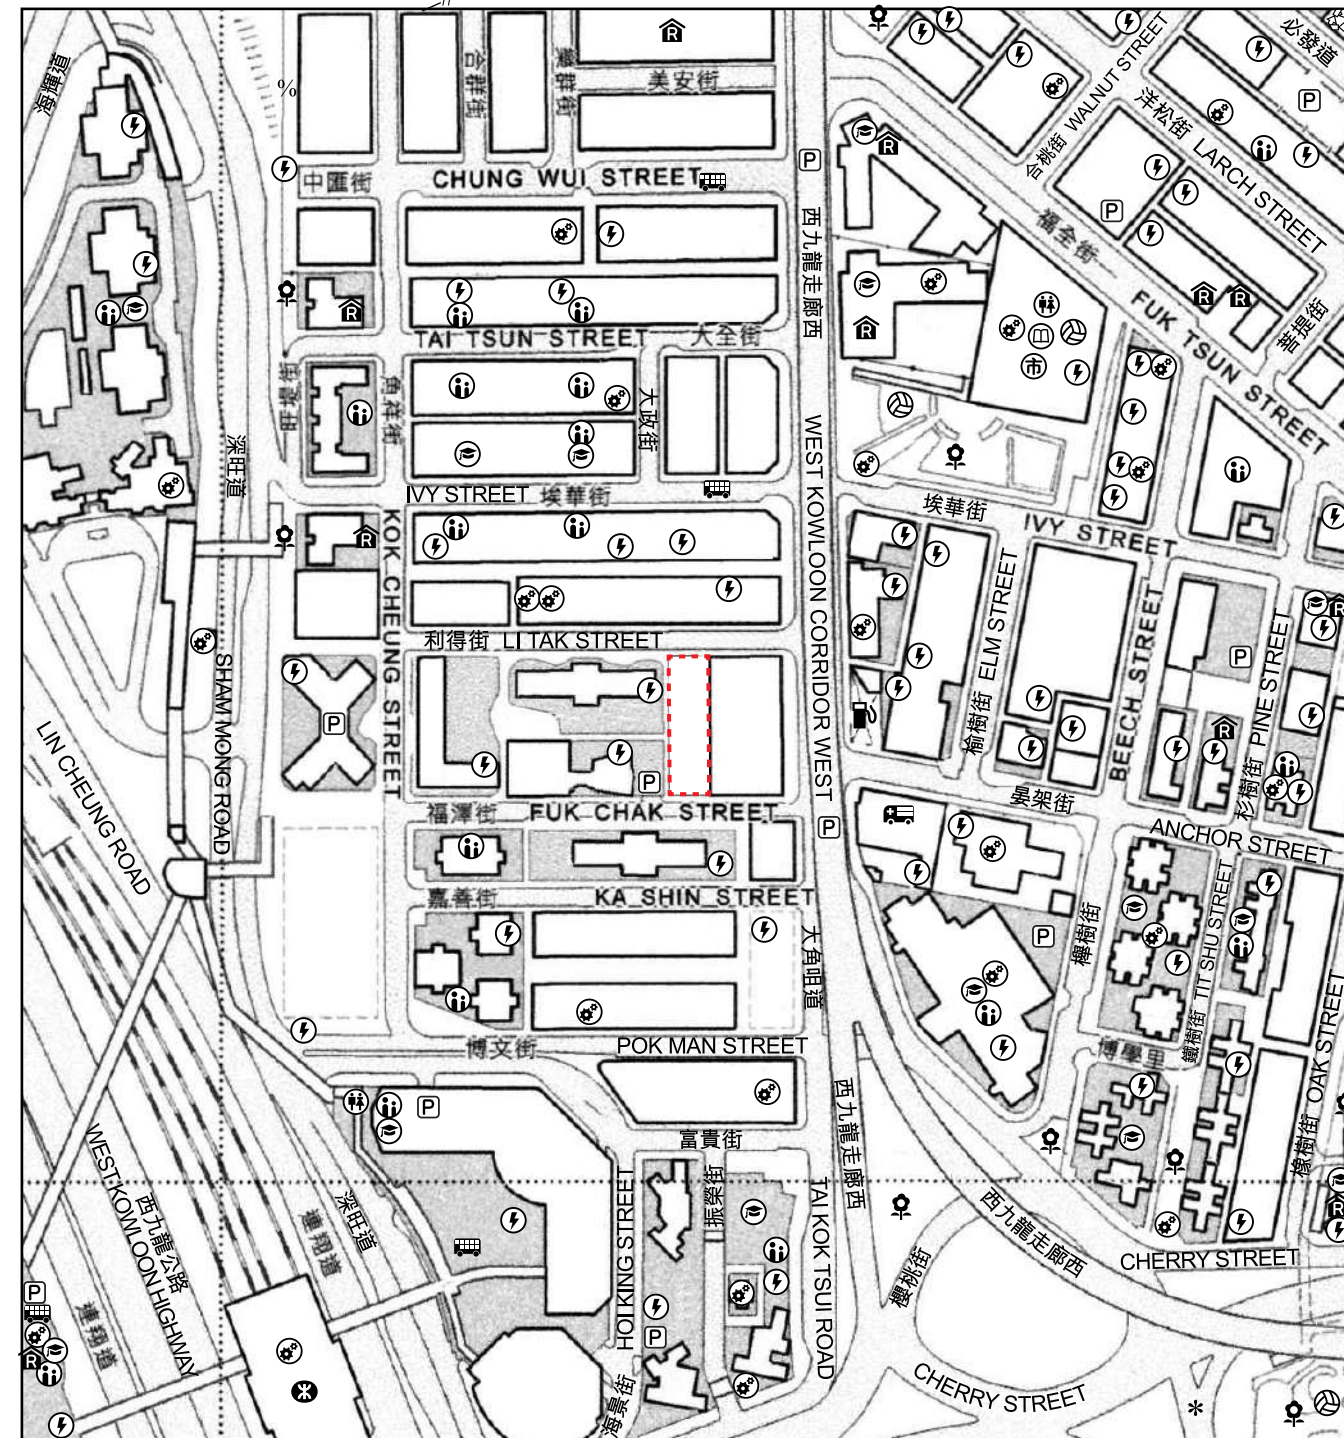 必發道
海輝道
合群街
樂群街
美安街
合桃街 WALNUT STREET
洋松街 LARCH STREET
中匯街 CHUNG WUI STREET
西九龍走廊西
福全街
FUK TSUN STREET
菩提街
TAI TSUN STREET 大全街
旺堤街
角祥街
大政街
深旺道
WEST KOWLOON CORRIDOR WEST
IVY STREET 埃華街
埃華街 IVY STREET
KOK CHEUNG STREET
利得街 LI TAK STREET
榆樹街 ELM STREET
BEECH STREET
杉樹街 PINE STREET
SHAM MONG ROAD
LIN CHEUNG ROAD
福澤街 FUK CHAK STREET
晏架街
ANCHOR STREET
嘉善街 KA SHIN STREET
大角咀道
櫸樹街
鐵樹街 TIT SHU STREET
博文街 POK MAN STREET
博學里
橡樹街 OAK STREET
西九龍走廊西
富貴街
振榮街
HOI KING STREET
海景街
TAI KOK TSUI ROAD
WEST KOWLOON HIGHWAY
西九龍公路
深旺道
連翔道
連翔道
櫻桃街
西九龍走廊西
CHERRY STREET
CHERRY STREET
市
P
P
P
P
P
P
P
P
P
P
P
P
R
R
R
R
R
R
R
R
R
R
R
R
%
*